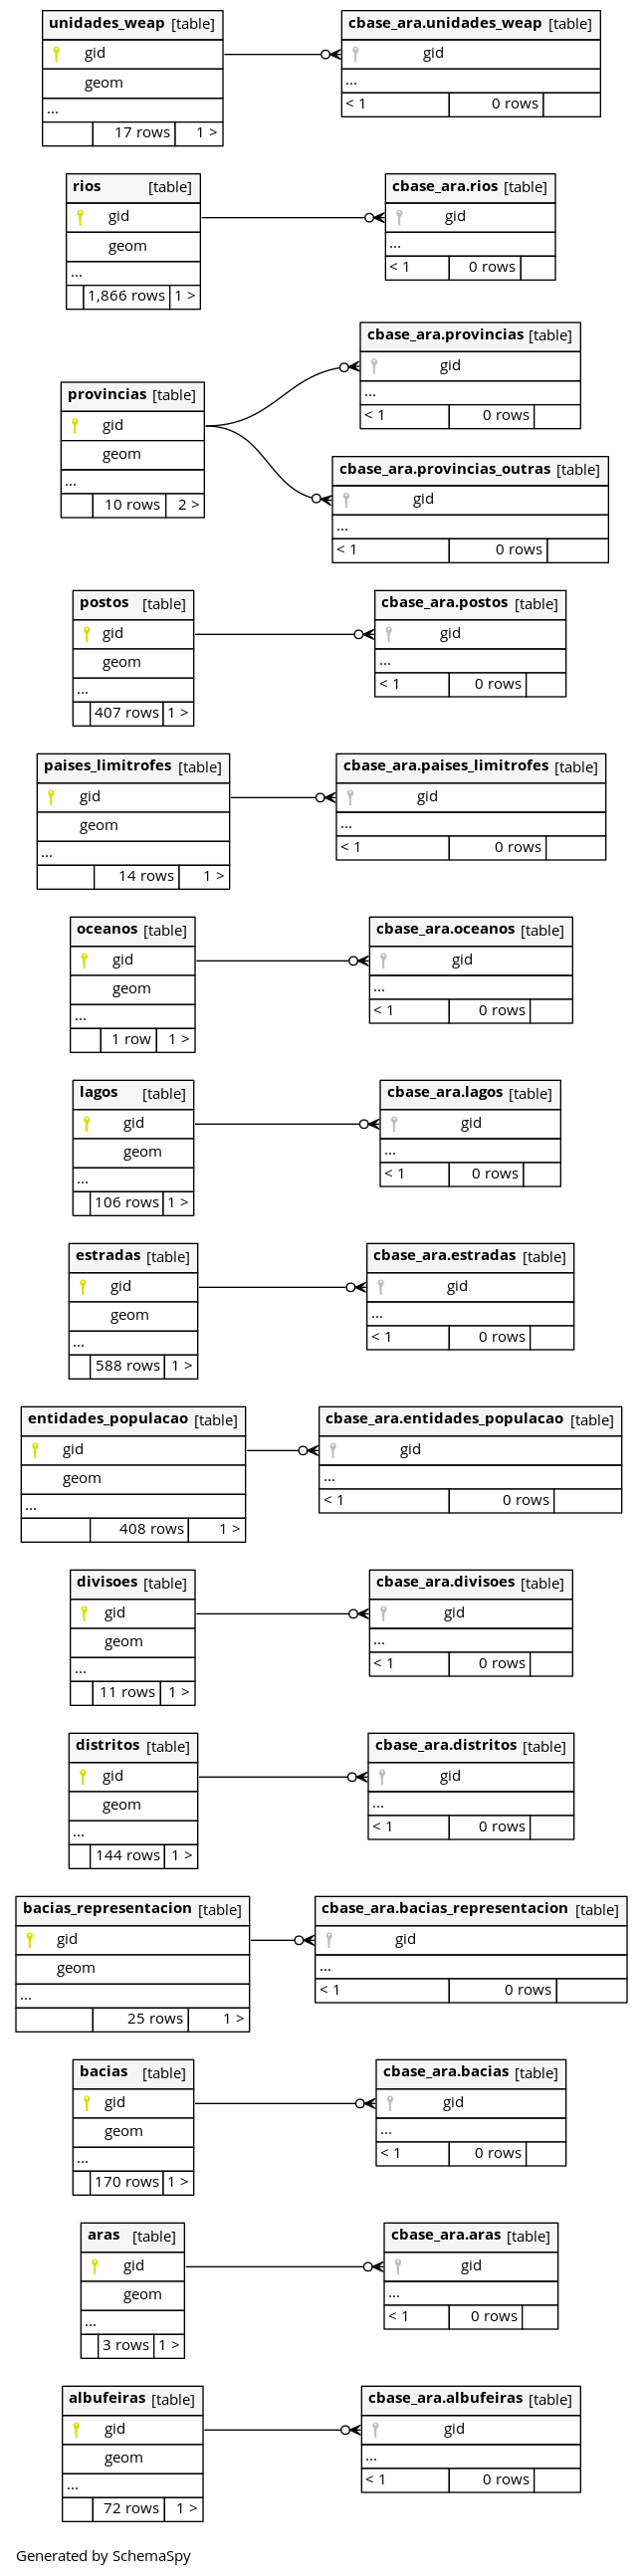 unidades_weap [table]
gid
geom
...
17 rows 1 >
cbase_ara.unidades_weap [table]
gid
...
< 1 0 rows
rios [table]
gid
geom
...
1,866 rows 1 >
cbase_ara.rios [table]
gid
...
< 1 0 rows
cbase_ara.provincias [table]
gid
...
< 1 0 rows
provincias [table]
gid
geom
...
10 rows 2 >
cbase_ara.provincias_outras [table]
gid
...
< 1 0 rows
postos [table]
gid
geom
...
407 rows 1 >
cbase_ara.postos [table]
gid
...
< 1 0 rows
paises_limitrofes [table]
gid
geom
...
14 rows 1 >
cbase_ara.paises_limitrofes [table]
gid
...
< 1 0 rows
oceanos [table]
gid
geom
...
1 row 1 >
cbase_ara.oceanos [table]
gid
...
< 1 0 rows
lagos [table]
gid
geom
...
106 rows 1 >
cbase_ara.lagos [table]
gid
...
< 1 0 rows
estradas [table]
gid
geom
...
588 rows 1 >
cbase_ara.estradas [table]
gid
...
< 1 0 rows
entidades_populacao [table]
gid
geom
...
408 rows 1 >
cbase_ara.entidades_populacao [table]
gid
...
< 1 0 rows
divisoes [table]
gid
geom
...
11 rows 1 >
cbase_ara.divisoes [table]
gid
...
< 1 0 rows
distritos [table]
gid
geom
...
144 rows 1 >
cbase_ara.distritos [table]
gid
...
< 1 0 rows
bacias_representacion [table]
gid
geom
...
25 rows 1 >
cbase_ara.bacias_representacion [table]
gid
...
< 1 0 rows
bacias [table]
gid
geom
...
170 rows 1 >
cbase_ara.bacias [table]
gid
...
< 1 0 rows
aras [table]
gid
geom
...
3 rows 1 >
cbase_ara.aras [table]
gid
...
< 1 0 rows
albufeiras [table]
gid
geom
...
72 rows 1 >
cbase_ara.albufeiras [table]
gid
...
< 1 0 rows
Generated by SchemaSpy